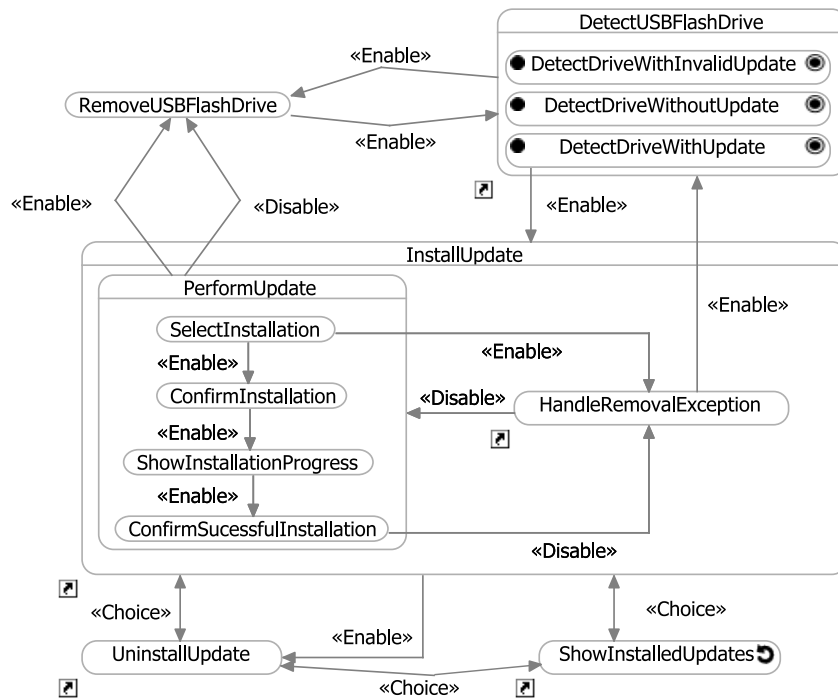 DetectUSBFlashDrive
«Enable»
DetectDriveWithInvalidUpdate
RemoveUSBFlashDrive
DetectDriveWithoutUpdate
«Enable»
DetectDriveWithUpdate
«Enable»
«Disable»
«Enable»
InstallUpdate
PerformUpdate
«Enable»
SelectInstallation
«Enable»
«Enable»
ConfirmInstallation
«Disable»
HandleRemovalException
«Enable»
ShowInstallationProgress
«Enable»
ConfirmSucessfulInstallation
«Disable»
«Choice»
«Choice»
«Enable»
UninstallUpdate
ShowInstalledUpdates
«Choice»